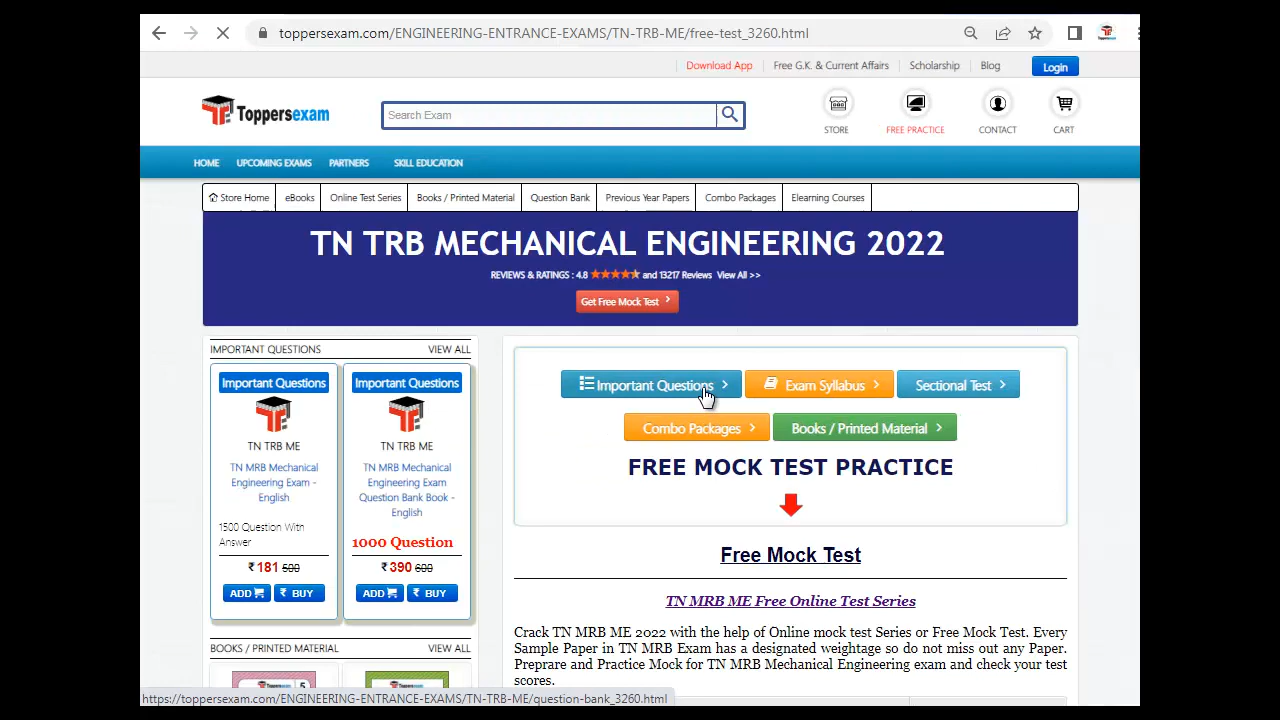 toppersexam.com/ENGINEERING-ENTRANCE-EXAMS/TN-TRB-ME/free-test_3260.html
Download App Free G.K. & Current Affairs Scholarship Blog Login
Toppersexam
Search Exam
STORE FREE PRACTICE CONTACT CART
HOME UPCOMING EXAMS PARTNERS SKILL EDUCATION
Store Home eBooks Online Test Series Books / Printed Material Question Bank Previous Year Papers Combo Packages Elearning Courses
TN TRB MECHANICAL ENGINEERING 2022
REVIEWS & RATINGS : 4.8 and 13217 Reviews View All >>
Get Free Mock Test
IMPORTANT QUESTIONS VIEW ALL
Important Questions
TN TRB ME
TN MRB Mechanical
Engineering Exam -
English
1500 Question With
Answer
₹ 181 500
ADD ₹ BUY
Important Questions
TN TRB ME
TN MRB Mechanical
Engineering Exam
Question Bank Book -
English
1000 Question
₹ 390 600
ADD ₹ BUY
BOOKS / PRINTED MATERIAL VIEW ALL
Toppersexam 5
Toppersexam
Important Questions Exam Syllabus Sectional Test
Combo Packages Books / Printed Material
FREE MOCK TEST PRACTICE
Free Mock Test
TN MRB ME Free Online Test Series
Crack TN MRB ME 2022 with the help of Online mock test Series or Free Mock Test. Every
Sample Paper in TN MRB Exam has a designated weightage so do not miss out any Paper.
Preprare and Practice Mock for TN MRB Mechanical Engineering exam and check your test
scores.
https://toppersexam.com/ENGINEERING-ENTRANCE-EXAMS/TN-TRB-ME/question-bank_3260.html